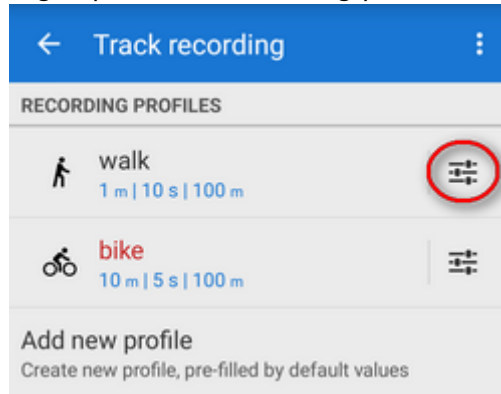 Track recording
RECORDING PROFILES
walk
1 m | 10 s | 100 m
bike
10 m | 5 s | 100 m
Add new profile
Create new profile, pre-filled by default values